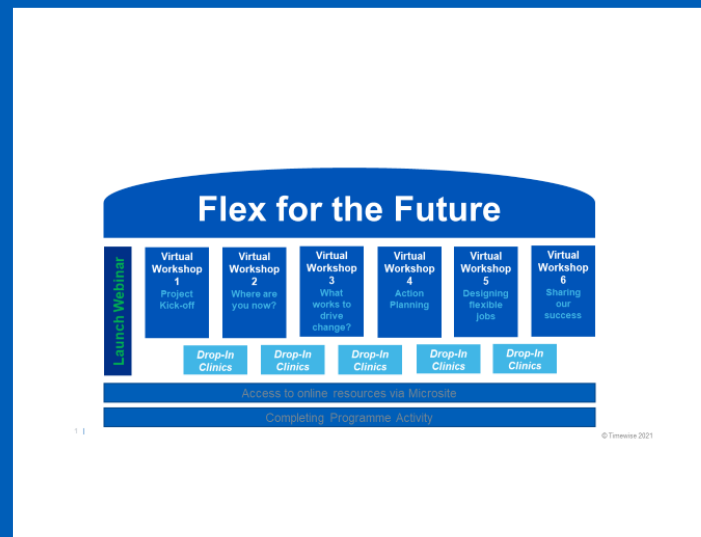 Flex for the Future
Launch Webinar
Virtual
Workshop
1
Project
Kick-off
Virtual
Workshop
2
Where are
you now?
Virtual
Workshop
3
What
works to
drive
change?
Virtual
Workshop
4
Action
Planning
Virtual
Workshop
5
Designing
flexible
jobs
Virtual
Workshop
6
Sharing
our
success
Drop-In
Clinics
Drop-In
Clinics
Drop-In
Clinics
Drop-In
Clinics
Drop-In
Clinics
Access to online resources via Microsite
Completing Programme Activity
1 |
© Timewise 2021